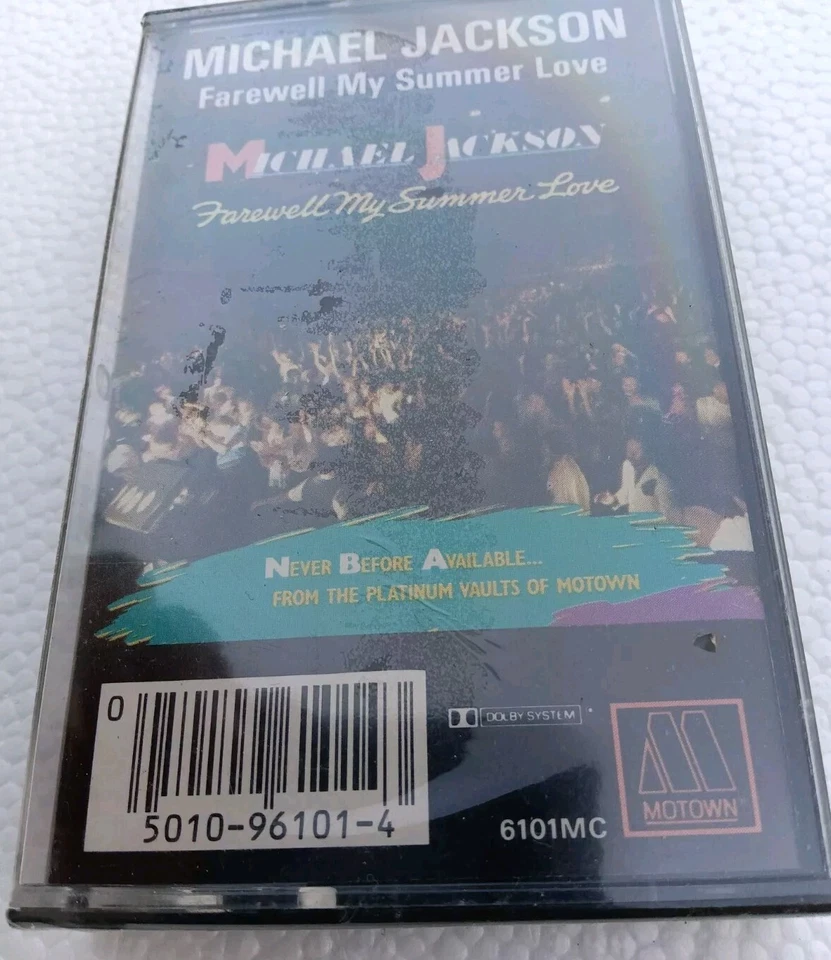 MICHAEL JACKSON
Farewell My Summer Love
MICHAEL JACKSON
Farewell My Summer Love
NEVER BEFORE AVAILABLE...
FROM THE PLATINUM VAULTS OF MOTOWN
0
5010-96101-4
DOLBY SYSTEM
6101MC
MOTOWN